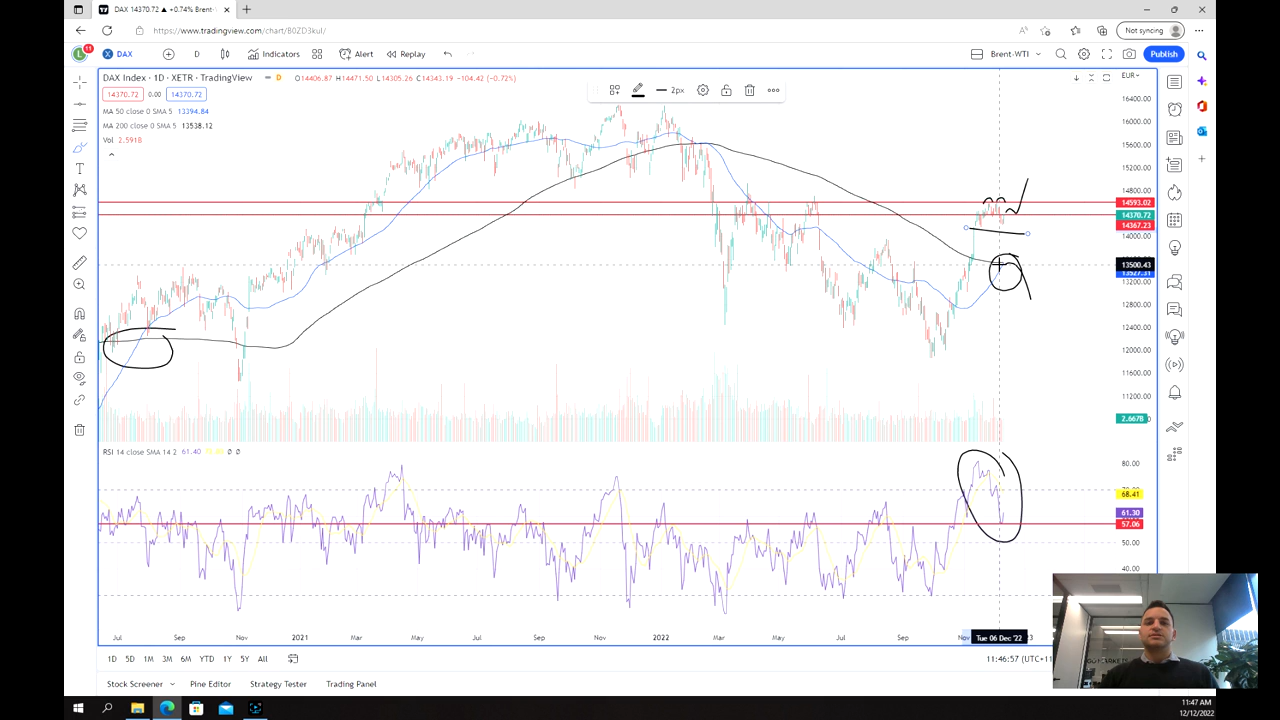 DAX 14370.72 ▲ +0.74% Brent-
https://www.tradingview.com/chart/B0ZD3kul/
Not syncing
11
DAX
D
Indicators
Alert
Replay
Brent-WTI
Publish
DAX Index · 1D · XETR · TradingView
D
O14406.87 H14471.50 L14305.26 C14343.19 −104.42 (−0.72%)
2px
EUR
14370.72
0.00
14370.72
MA 50 close 0 SMA 5 13394.84
MA 200 close 0 SMA 5 13538.12
Vol 2.591B
16400.00
16000.00
15600.00
15200.00
14800.00
14593.02
14370.72
14367.23
14000.00
13500.43
13527.31
13200.00
12800.00
12400.00
12000.00
11600.00
11200.00
2.667B
RSI 14 close SMA 14 2 61.40
80.00
68.41
61.30
57.06
50.00
40.00
Jul
Sep
Nov
2021
Mar
May
Jul
Sep
Nov
2022
Mar
May
Jul
Sep
Nov
Tue 06 Dec '22
1D 5D 1M 3M 6M YTD 1Y 5Y All
11:46:57 (UTC+11
Stock Screener
Pine Editor
Strategy Tester
Trading Panel
11:47 AM
12/12/2022